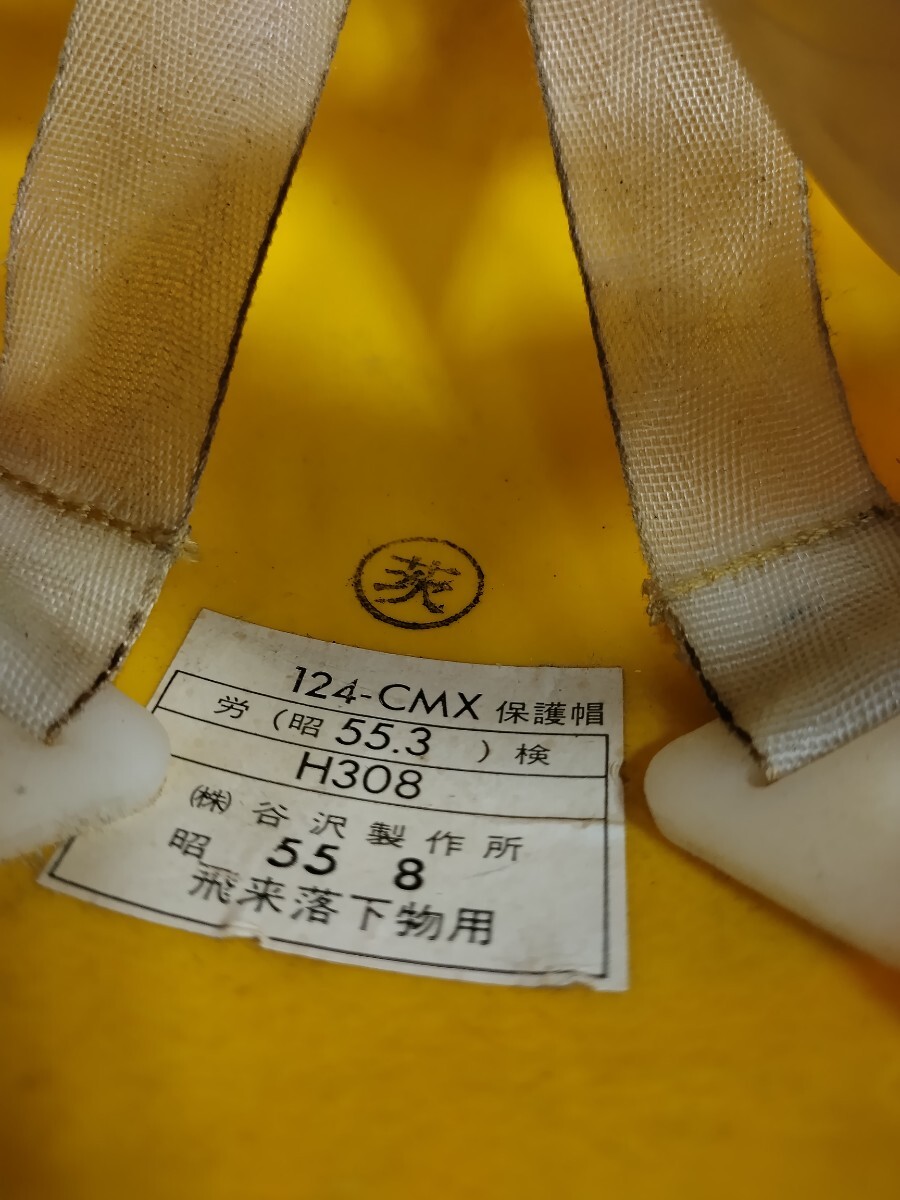 124-CMX 保護帽
労(昭 55.3 )検
H308
㈱谷沢製作所
昭 55 8
飛来落下物用